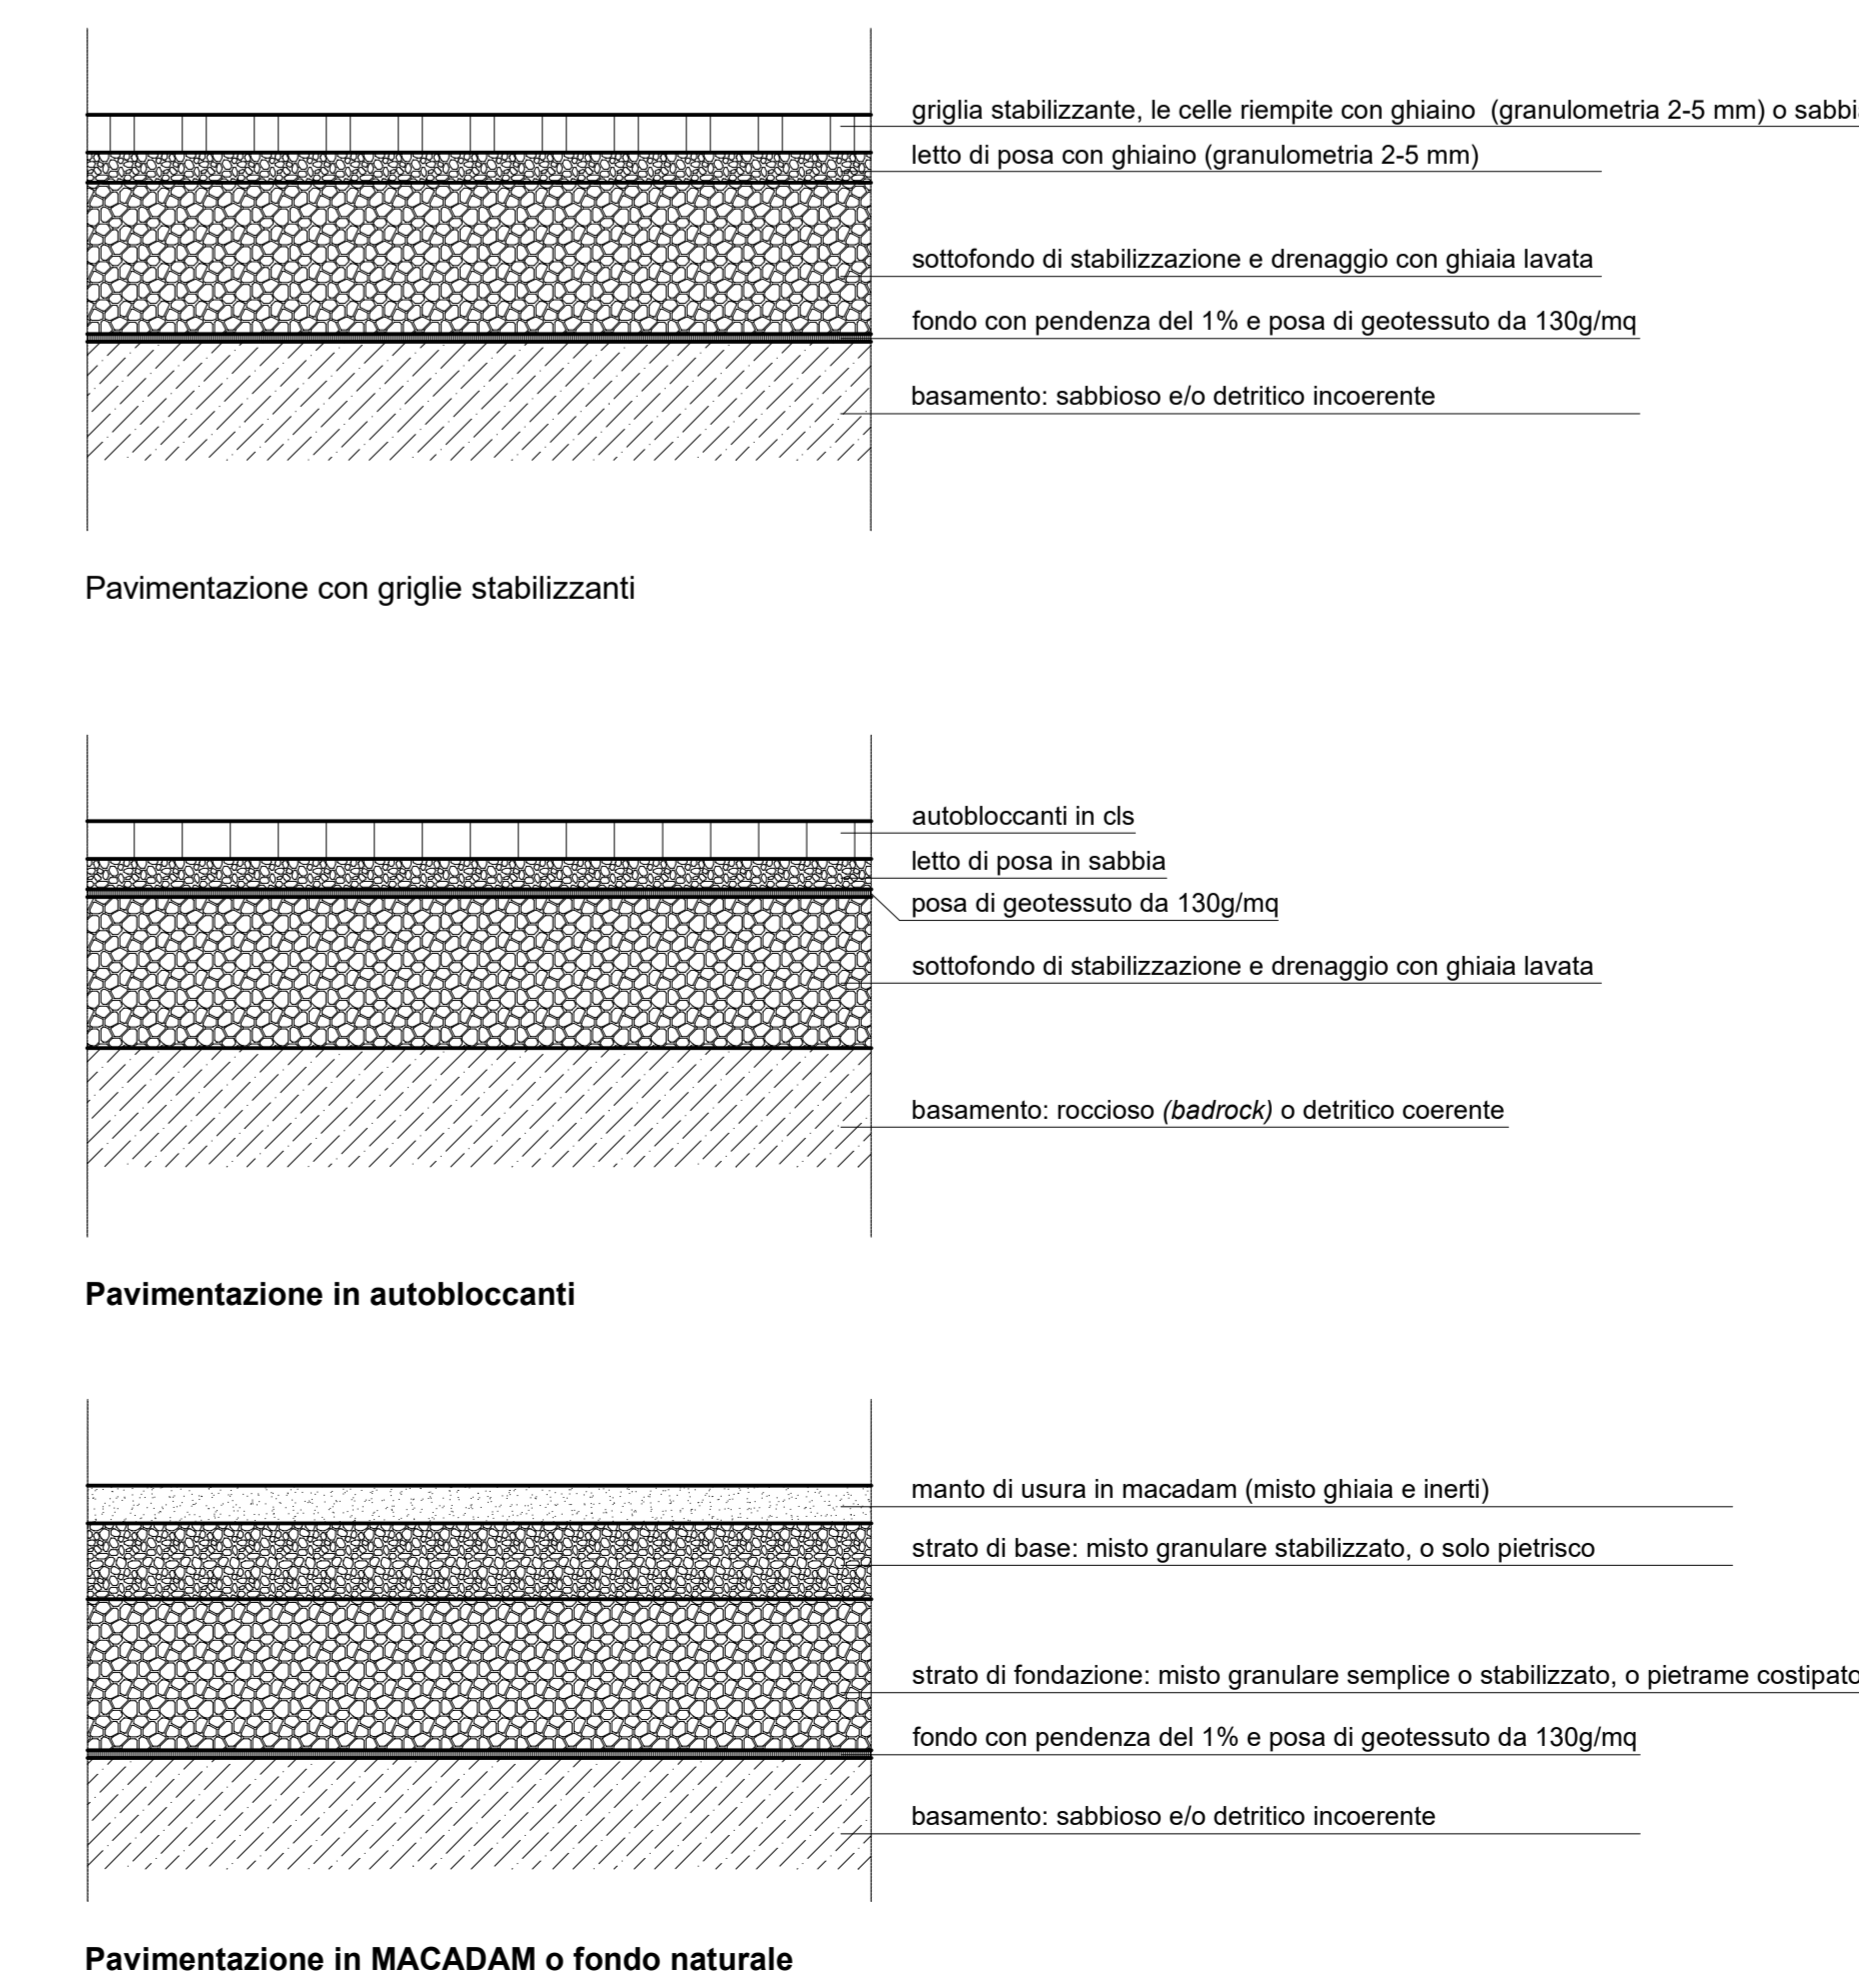 griglia stabilizzante, le celle riempite con ghiaino (granulometria 2-5 mm) o
letto di posa con ghiaino (granulometria 2-5 mm)
sottofondo di stabilizzazione e drenaggio con ghiaia lavata
fondo con pendenza del 1% e posa di geotessuto da 130g/mq
basamento: sabbioso e/o detritico incoerente
Pavimentazione con griglie stabilizzanti
autobloccanti in cls
letto di posa in sabbia
posa di geotessuto da 130g/mq
sottofondo di stabilizzazione e drenaggio con ghiaia lavata
basamento: roccioso (badrock) o detritico coerente
Pavimentazione in autobloccanti
manto di usura in macadam (misto ghiaia e inerti)
strato di base: misto granulare stabilizzato, o solo pietrisco
strato di fondazione: misto granulare semplice o stabilizzato, o pietrame costipato
fondo con pendenza del 1% e posa di geotessuto da 130g/mq
basamento: sabbioso e/o detritico incoerente
Pavimentazione in MACADAM o fondo naturale